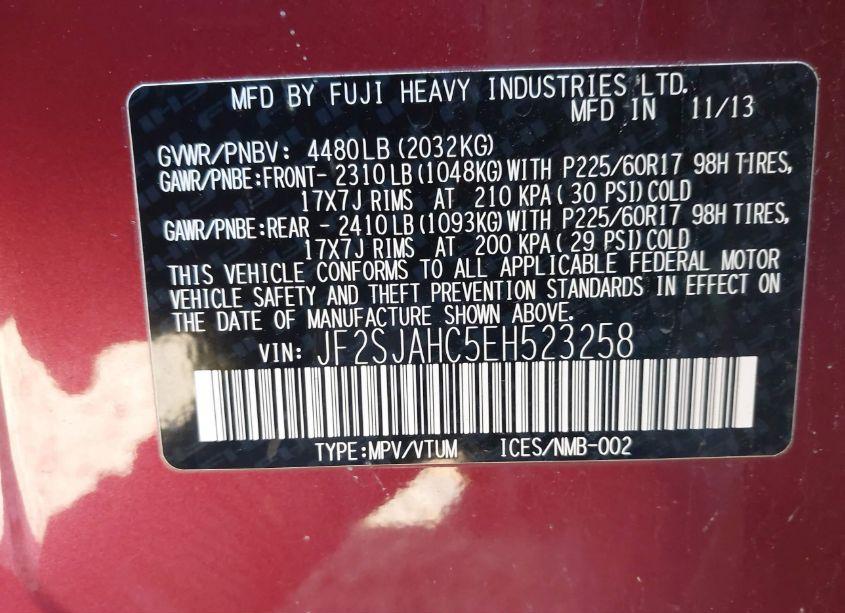 MFD BY FUJI HEAVY INDUSTRIES LTD.
MFD IN 11/13
GVWR/PNBV: 4480LB (2032KG)
GAWR/PNBE:FRONT- 2310 LB (1048KG) WITH P225/60R17 98H TIRES,
17X7J RIMS AT 210 KPA ( 30 PSI) COLD
GAWR/PNBE:REAR - 2410 LB (1093KG) WITH P225/60R17 98H TIRES,
17X7J RIMS AT 200 KPA ( 29 PSI) COLD
THIS VEHICLE CONFORMS TO ALL APPLICABLE FEDERAL MOTOR
VEHICLE SAFETY AND THEFT PREVENTION STANDARDS IN EFFECT ON
THE DATE OF MANUFACTURE SHOWN ABOVE.
VIN: JF2SJAHC5EH523258
TYPE:MPV/VTUM ICES/NMB-002